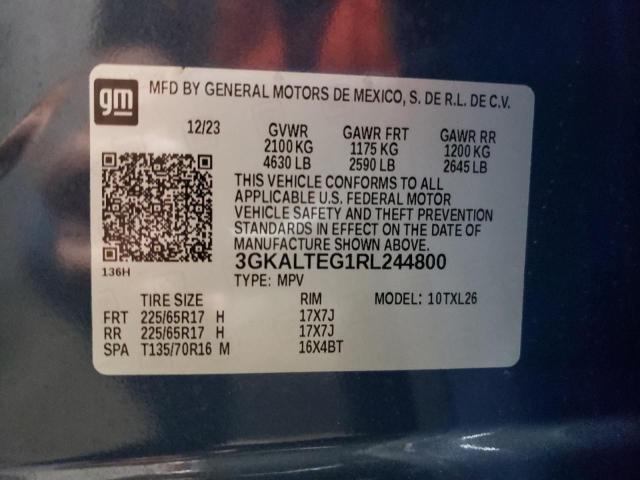 gm
MFD BY GENERAL MOTORS DE MEXICO, S. DE R.L. DE C.V.
12/23 GVWR GAWR FRT GAWR RR
2100 KG 1175 KG 1200 KG
4630 LB 2590 LB 2645 LB
THIS VEHICLE CONFORMS TO ALL
APPLICABLE U.S. FEDERAL MOTOR
VEHICLE SAFETY AND THEFT PREVENTION
STANDARDS IN EFFECT ON THE DATE OF
MANUFACTURE SHOWN ABOVE.
136H
3GKALTEG1RL244800
TYPE: MPV
TIRE SIZE RIM MODEL: 10TXL26
FRT 225/65R17 H 17X7J
RR 225/65R17 H 17X7J
SPA T135/70R16 M 16X4BT